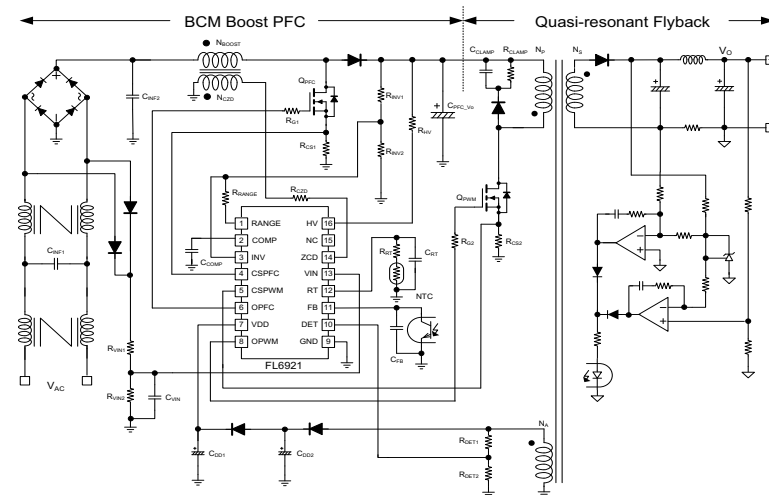 BCM Boost PFC
Quasi-resonant Flyback
NBOOST
NCZD
CINF2
QPFC
RG1
RCS1
RINV1
RINV2
RHV
CPFC_Vo
CCLAMP
RCLAMP
NP
NS
VO
RRANGE
RCZD
QPWM
RG2
RCS2
CINF1
CCOMP
1 RANGE HV 16
2 COMP NC 15
3 INV ZCD 14
4 CSPFC VIN 13
5 CSPWM RT 12
6 OPFC FB 11
7 VDD DET 10
8 OPWM GND 9
FL6921
RRT
CRT
NTC
CFB
RVIN1
RVIN2
CVIN
VAC
CDD1
CDD2
RDET1
RDET2
NA